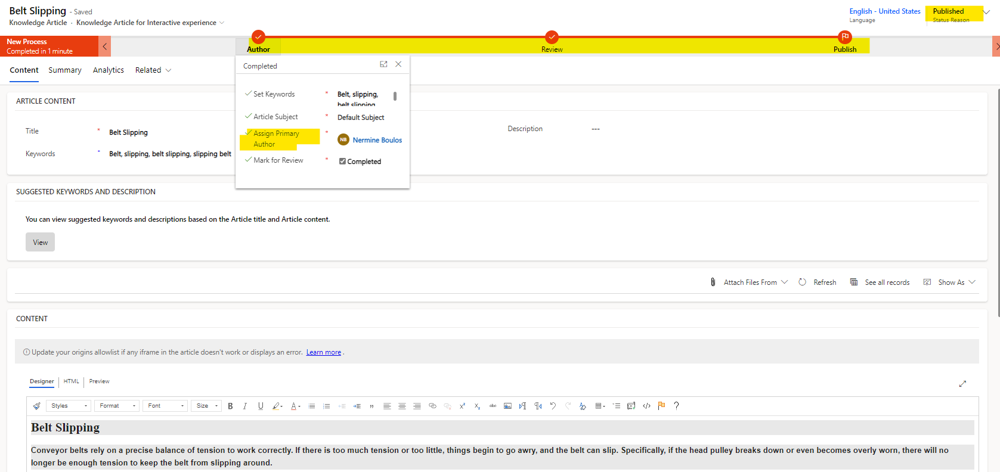 Belt Slipping - Saved
Knowledge Article · Knowledge Article for Interactive experience
English - United States
Language
Published
Status Reason
New Process
Completed in 1 minute
Author
Review
Publish
Content Summary Analytics Related
Completed
Set Keywords * Belt, slipping,
belt slipping
Article Subject * Default Subject
Assign Primary
Author
* NB Nermine Boulos
Mark for Review * Completed
ARTICLE CONTENT
Title * Belt Slipping
Description ---
Keywords Belt, slipping, belt slipping, slipping belt
SUGGESTED KEYWORDS AND DESCRIPTION
You can view suggested keywords and descriptions based on the Article title and Article content.
View
Attach Files From Refresh See all records Show As
CONTENT
Update your origins allowlist if any iframe in the article doesn't work or displays an error. Learn more .
Designer HTML Preview
Styles Format Font Size B I U A abc ?
Belt Slipping
Conveyor belts rely on a precise balance of tension to work correctly. If there is too much tension or too little, things begin to go awry, and the belt can slip. Specifically, if the head pulley breaks down or even becomes overly worn, there will no
longer be enough tension to keep the belt from slipping around.